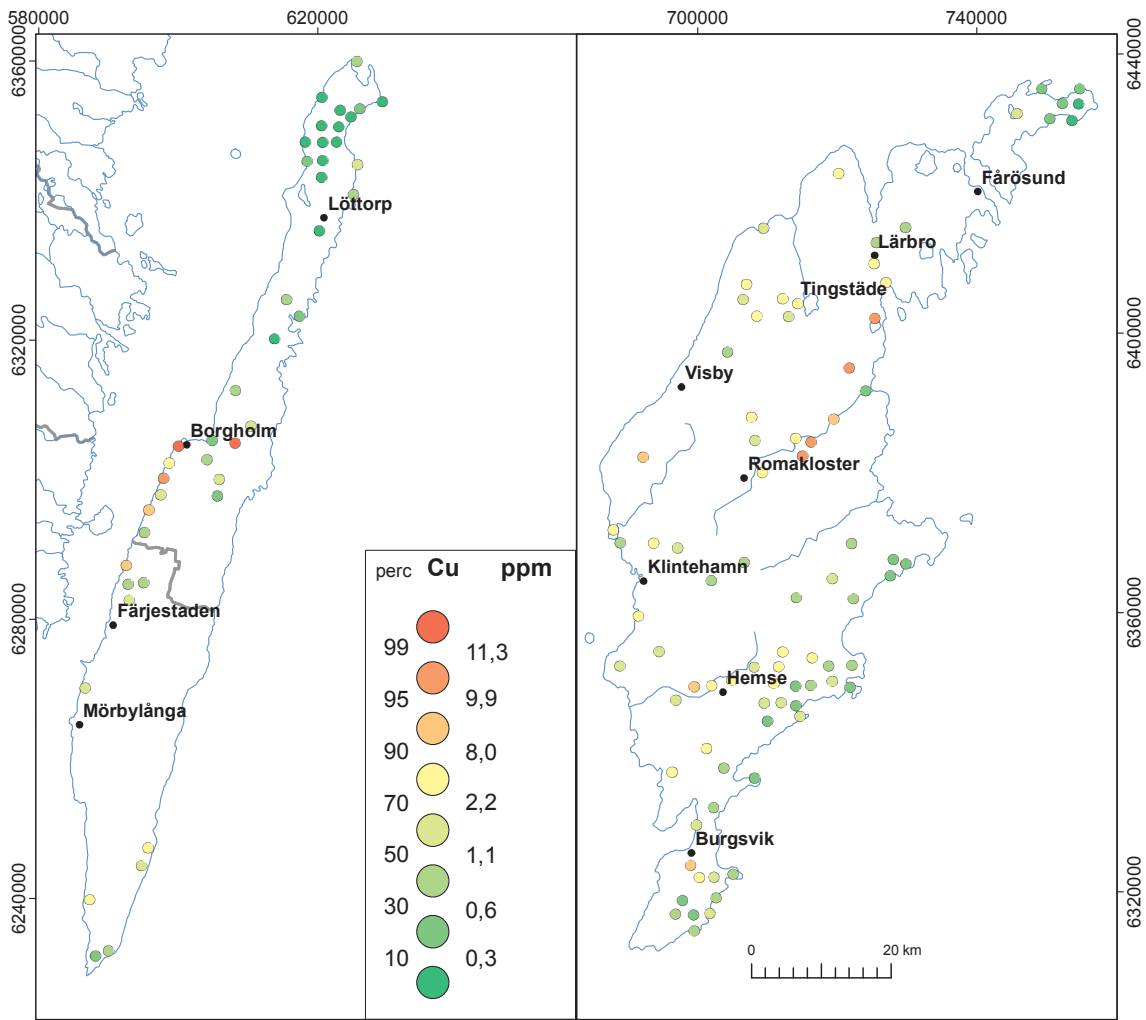 580000 620000 700000 740000
6360000
6320000
6280000
6240000
6440000
6400000
6360000
6320000
Löttorp
Borgholm
Färjestaden
Mörbylånga
Fårösund
Lärbro
Tingstäde
Visby
Romakloster
Klintehamn
Hemse
Burgsvik
perc Cu ppm
99 11,3
95 9,9
90 8,0
70 2,2
50 1,1
30 0,6
10 0,3
0 20 km